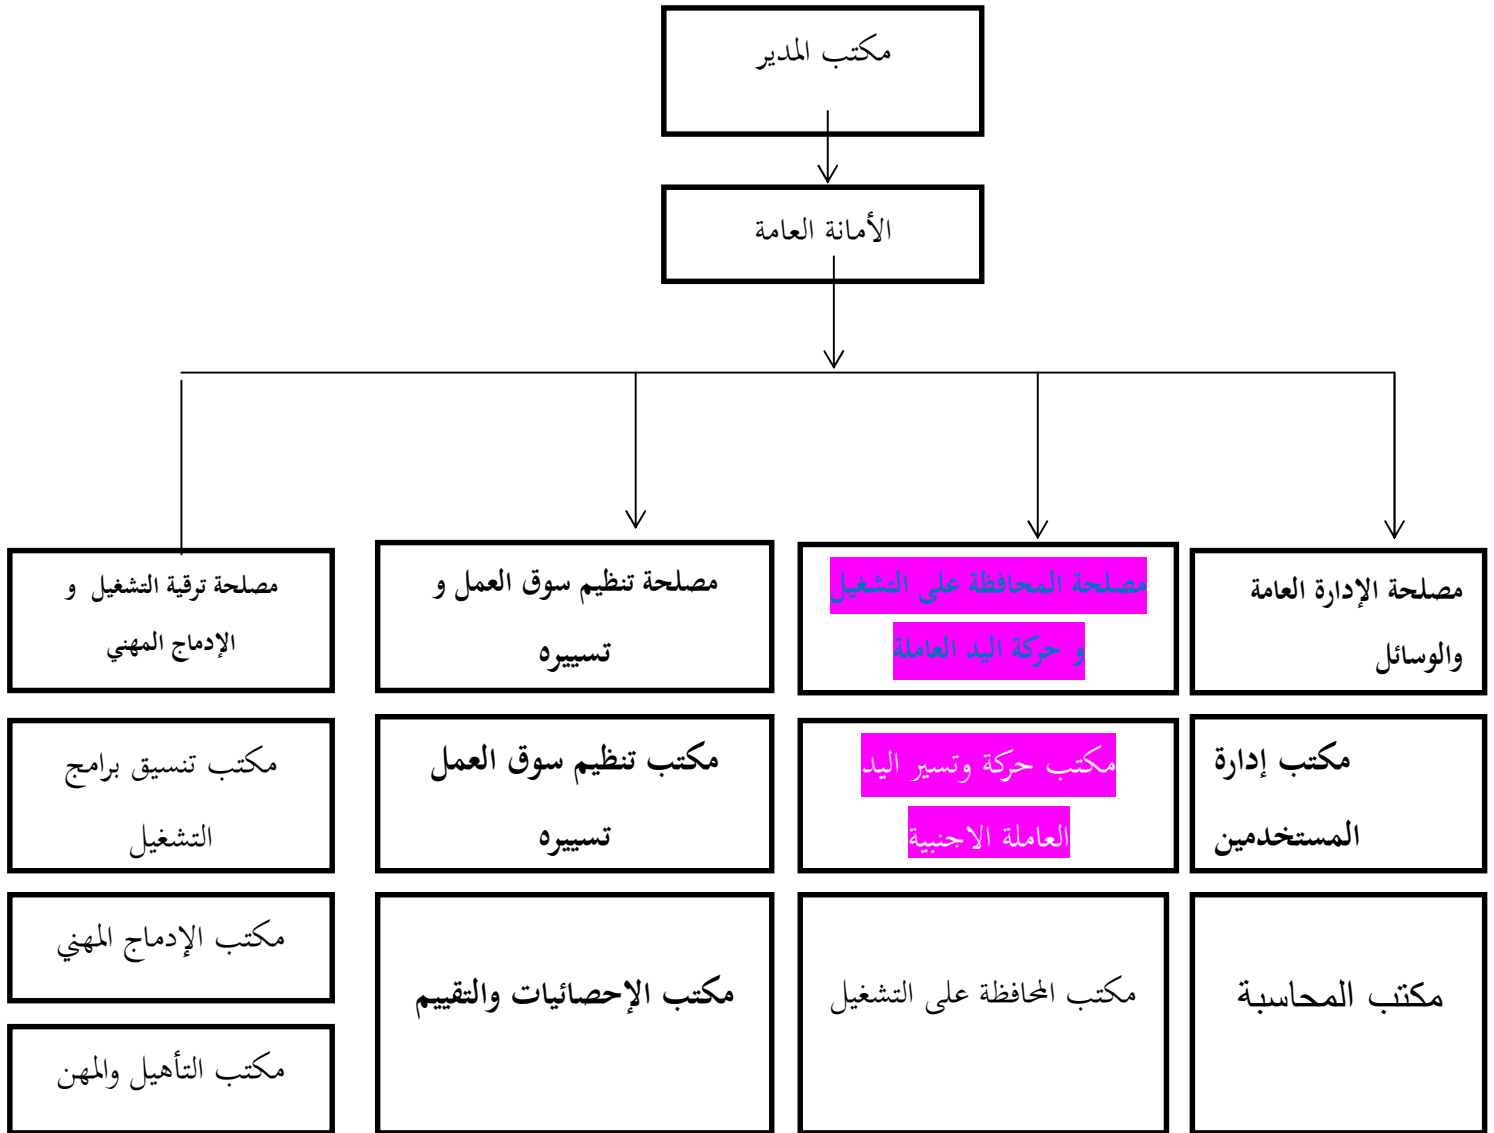 مكتب المدير
الأمانة العامة
مصلحة الإدارة العامة
والوسائل
مصلحة المحافظة على التشغيل
و حركة اليد العاملة
مصلحة تنظيم سوق العمل و
تسييره
مصلحة ترقية التشغيل و
الإدماج المهني
مكتب إدارة
المستخدمين
مكتب حركة وتسير اليد
العاملة الاجنبية
مكتب تنظيم سوق العمل
تسييره
مكتب تنسيق برامج
التشغيل
مكتب المحاسبة
مكتب المحافظة على التشغيل
مكتب الإحصائيات والتقييم
مكتب الإدماج المهني
مكتب التأهيل والمهن